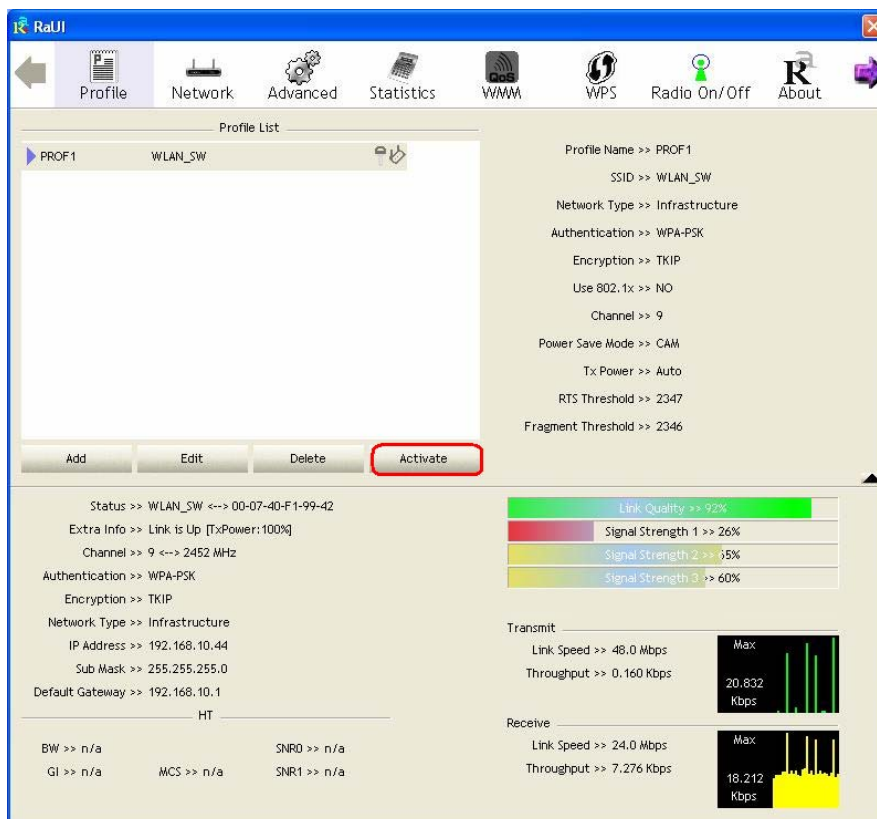 RaUI
Profile Network Advanced Statistics WMM WPS Radio On/Off About
QoS
Profile List
PROF1 WLAN_SW
Profile Name >> PROF1
SSID >> WLAN_SW
Network Type >> Infrastructure
Authentication >> WPA-PSK
Encryption >> TKIP
Use 802.1x >> NO
Channel >> 9
Power Save Mode >> CAM
Tx Power >> Auto
RTS Threshold >> 2347
Fragment Threshold >> 2346
Add Edit Delete Activate
Status >> WLAN_SW <--> 00-07-40-F1-99-42
Extra Info >> Link is Up [TxPower:100%]
Channel >> 9 <--> 2452 MHz
Authentication >> WPA-PSK
Encryption >> TKIP
Network Type >> Infrastructure
IP Address >> 192.168.10.44
Sub Mask >> 255.255.255.0
Default Gateway >> 192.168.10.1
HT
BW >> n/a SNR0 >> n/a
GI >> n/a MCS >> n/a SNR1 >> n/a
Link Quality >> 92%
Signal Strength 1 >> 26%
Signal Strength 2 >> 65%
Signal Strength 3 >> 60%
Transmit
Link Speed >> 48.0 Mbps
Throughput >> 0.160 Kbps
Max
20.832
Kbps
Receive
Link Speed >> 24.0 Mbps
Throughput >> 7.276 Kbps
Max
18.212
Kbps